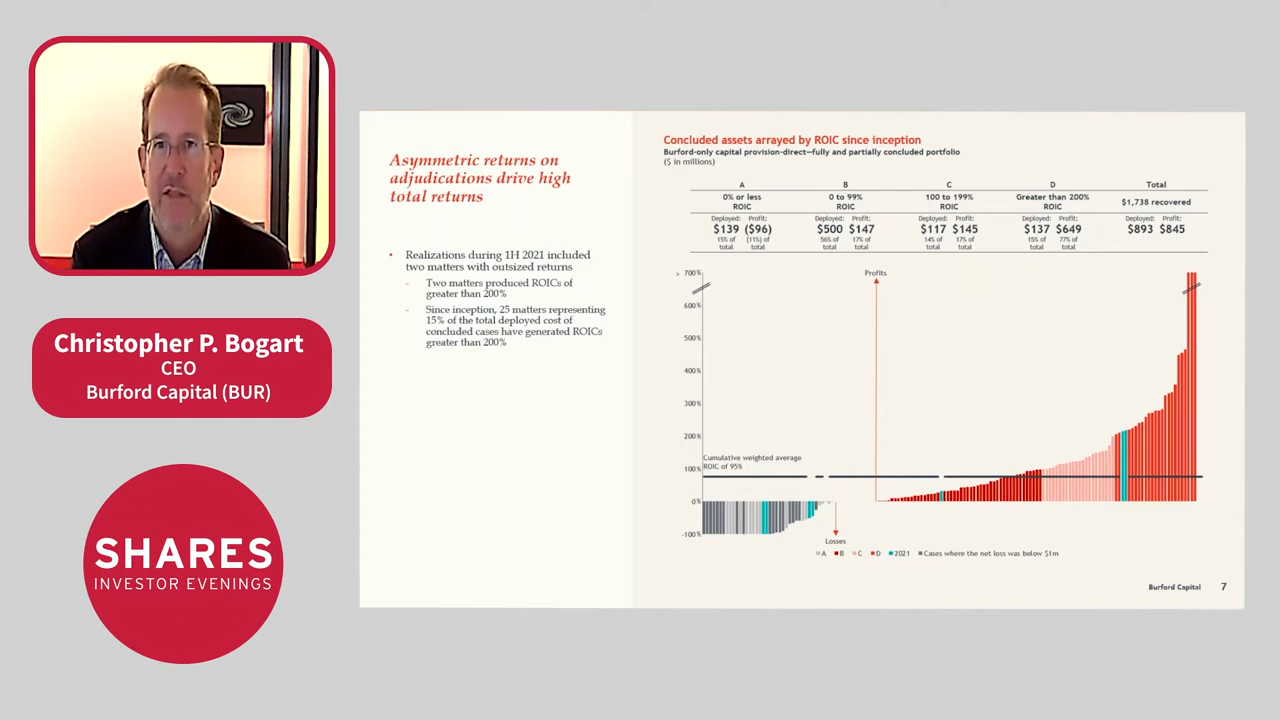 Christopher P. Bogart
CEO
Burford Capital (BUR)
SHARES
INVESTOR EVENINGS
Asymmetric returns on
adjudications drive high
total returns
• Realizations during 1H 2021 included
two matters with outsized returns
- Two matters produced ROICs of
greater than 200%
- Since inception, 25 matters representing
15% of the total deployed cost of
concluded cases have generated ROICs
greater than 200%
Concluded assets arrayed by ROIC since inception
Burford-only capital provision-direct—fully and partially concluded portfolio
($ in millions)
A B C D Total
0% or less 0 to 99% 100 to 199% Greater than 200% $1,738 recovered
ROIC ROIC ROIC ROIC
Deployed: Profit: Deployed: Profit: Deployed: Profit: Deployed: Profit: Deployed: Profit:
$139 ($96) $500 $147 $117 $145 $137 $649 $893 $845
15% of (11%) of 56% of 17% of 14% of 17% of 15% of 77% of
total total total total total total total total
> 700%
Profits
600%
500%
400%
300%
200%
Cumulative weighted average
100%
ROIC of 95%
0%
-100%
Losses
A B C D 2021 Cases where the net loss was below $1m
Burford Capital 7